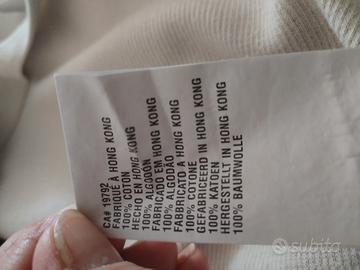 CA# 19792
FABRIQUÉ À HONG KONG
100% COTON
HECHO EN HONG KONG
100% ALGODÓN
FABRICADO EM HONG KONG
100% ALGODÃO
FABBRICATO A HONG KONG
100% COTONE
GEFABRICEERD IN HONG KONG
100% KATOEN
HERGESTELLT IN HONG KONG
100% BAUMWOLLE
subito